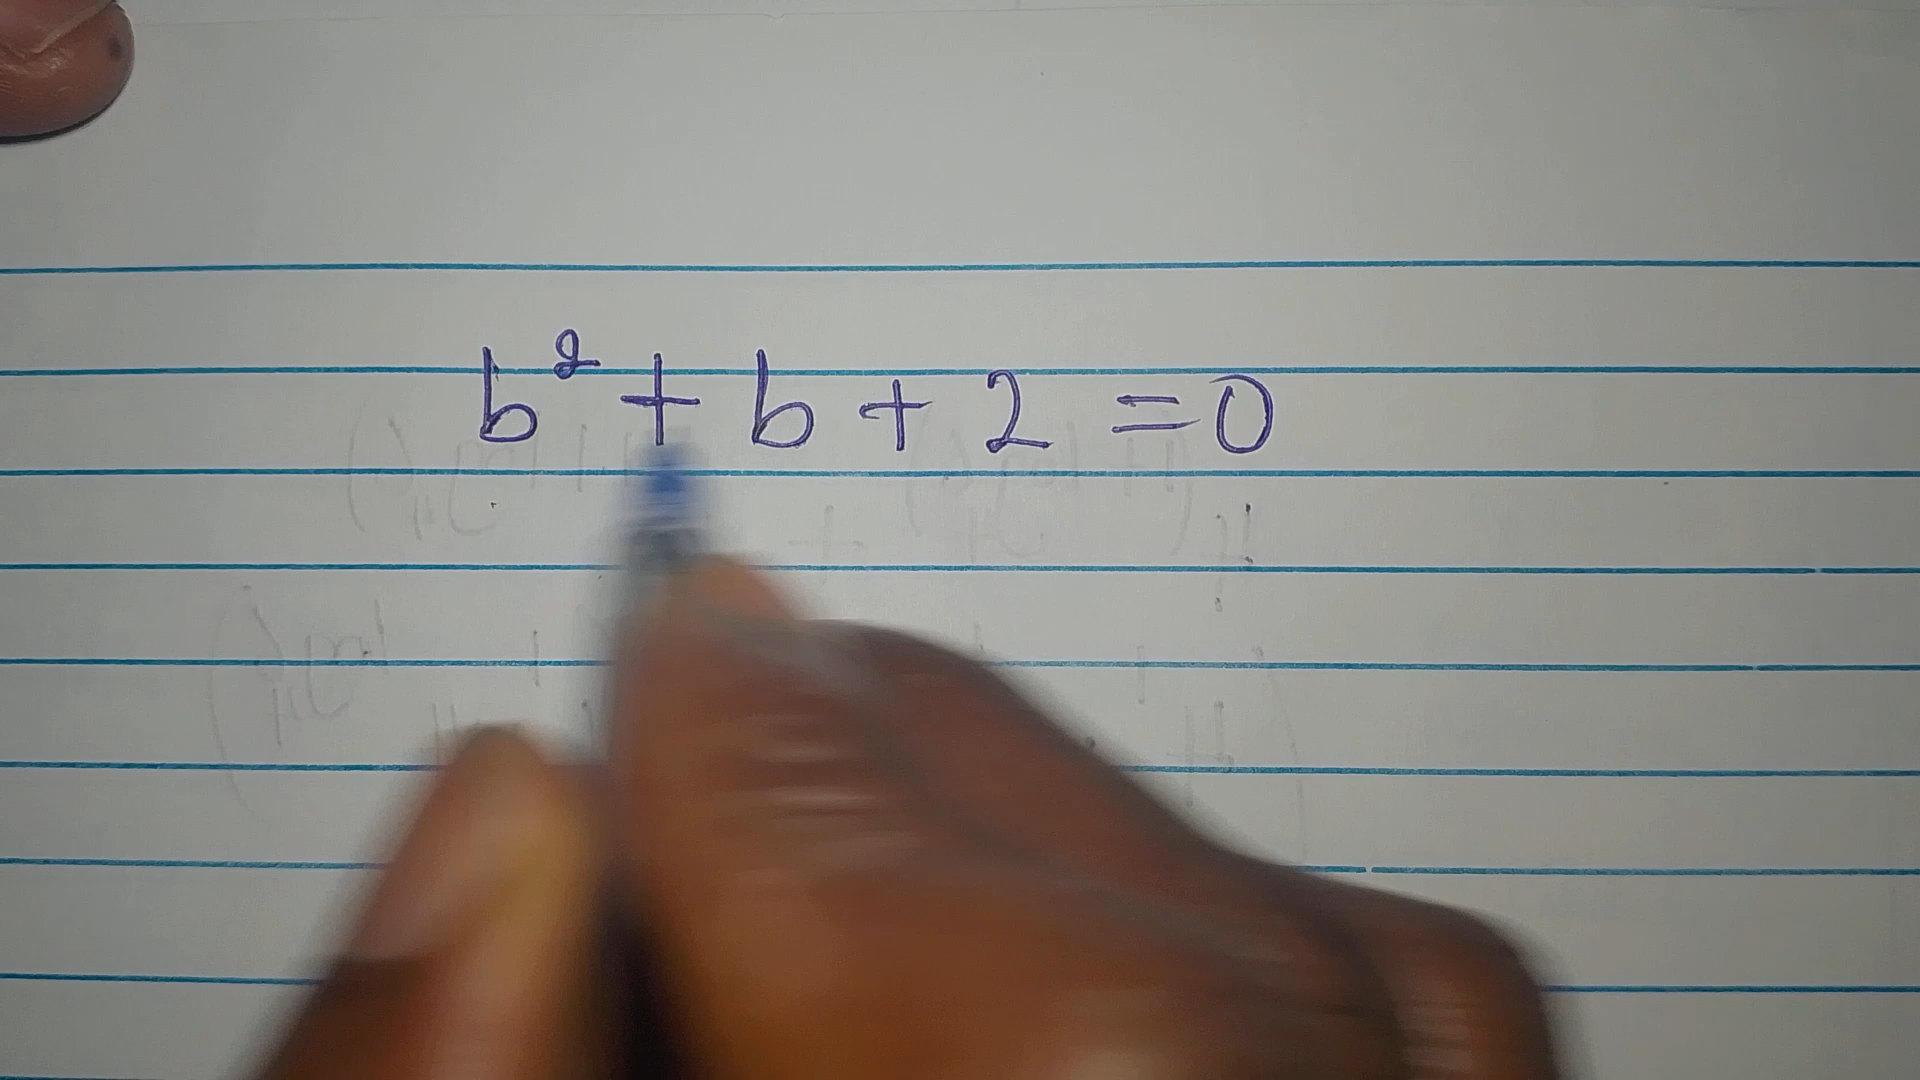 b² + b + 2 = 0